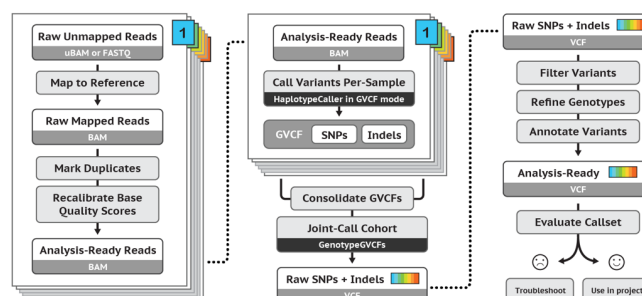 Raw Unmapped Reads
uBAM or FASTQ
1
Map to Reference
Raw Mapped Reads
BAM
Mark Duplicates
Recalibrate Base
Quality Scores
Analysis-Ready Reads
BAM
Analysis-Ready Reads
BAM
1
Call Variants Per-Sample
HaplotypeCaller in GVCF mode
GVCF
SNPs
Indels
Consolidate GVCFs
Joint-Call Cohort
GenotypeGVCFs
Raw SNPs + Indels
VCF
Raw SNPs + Indels
VCF
Filter Variants
Refine Genotypes
Annotate Variants
Analysis-Ready
VCF
Evaluate Callset
Troubleshoot
Use in project